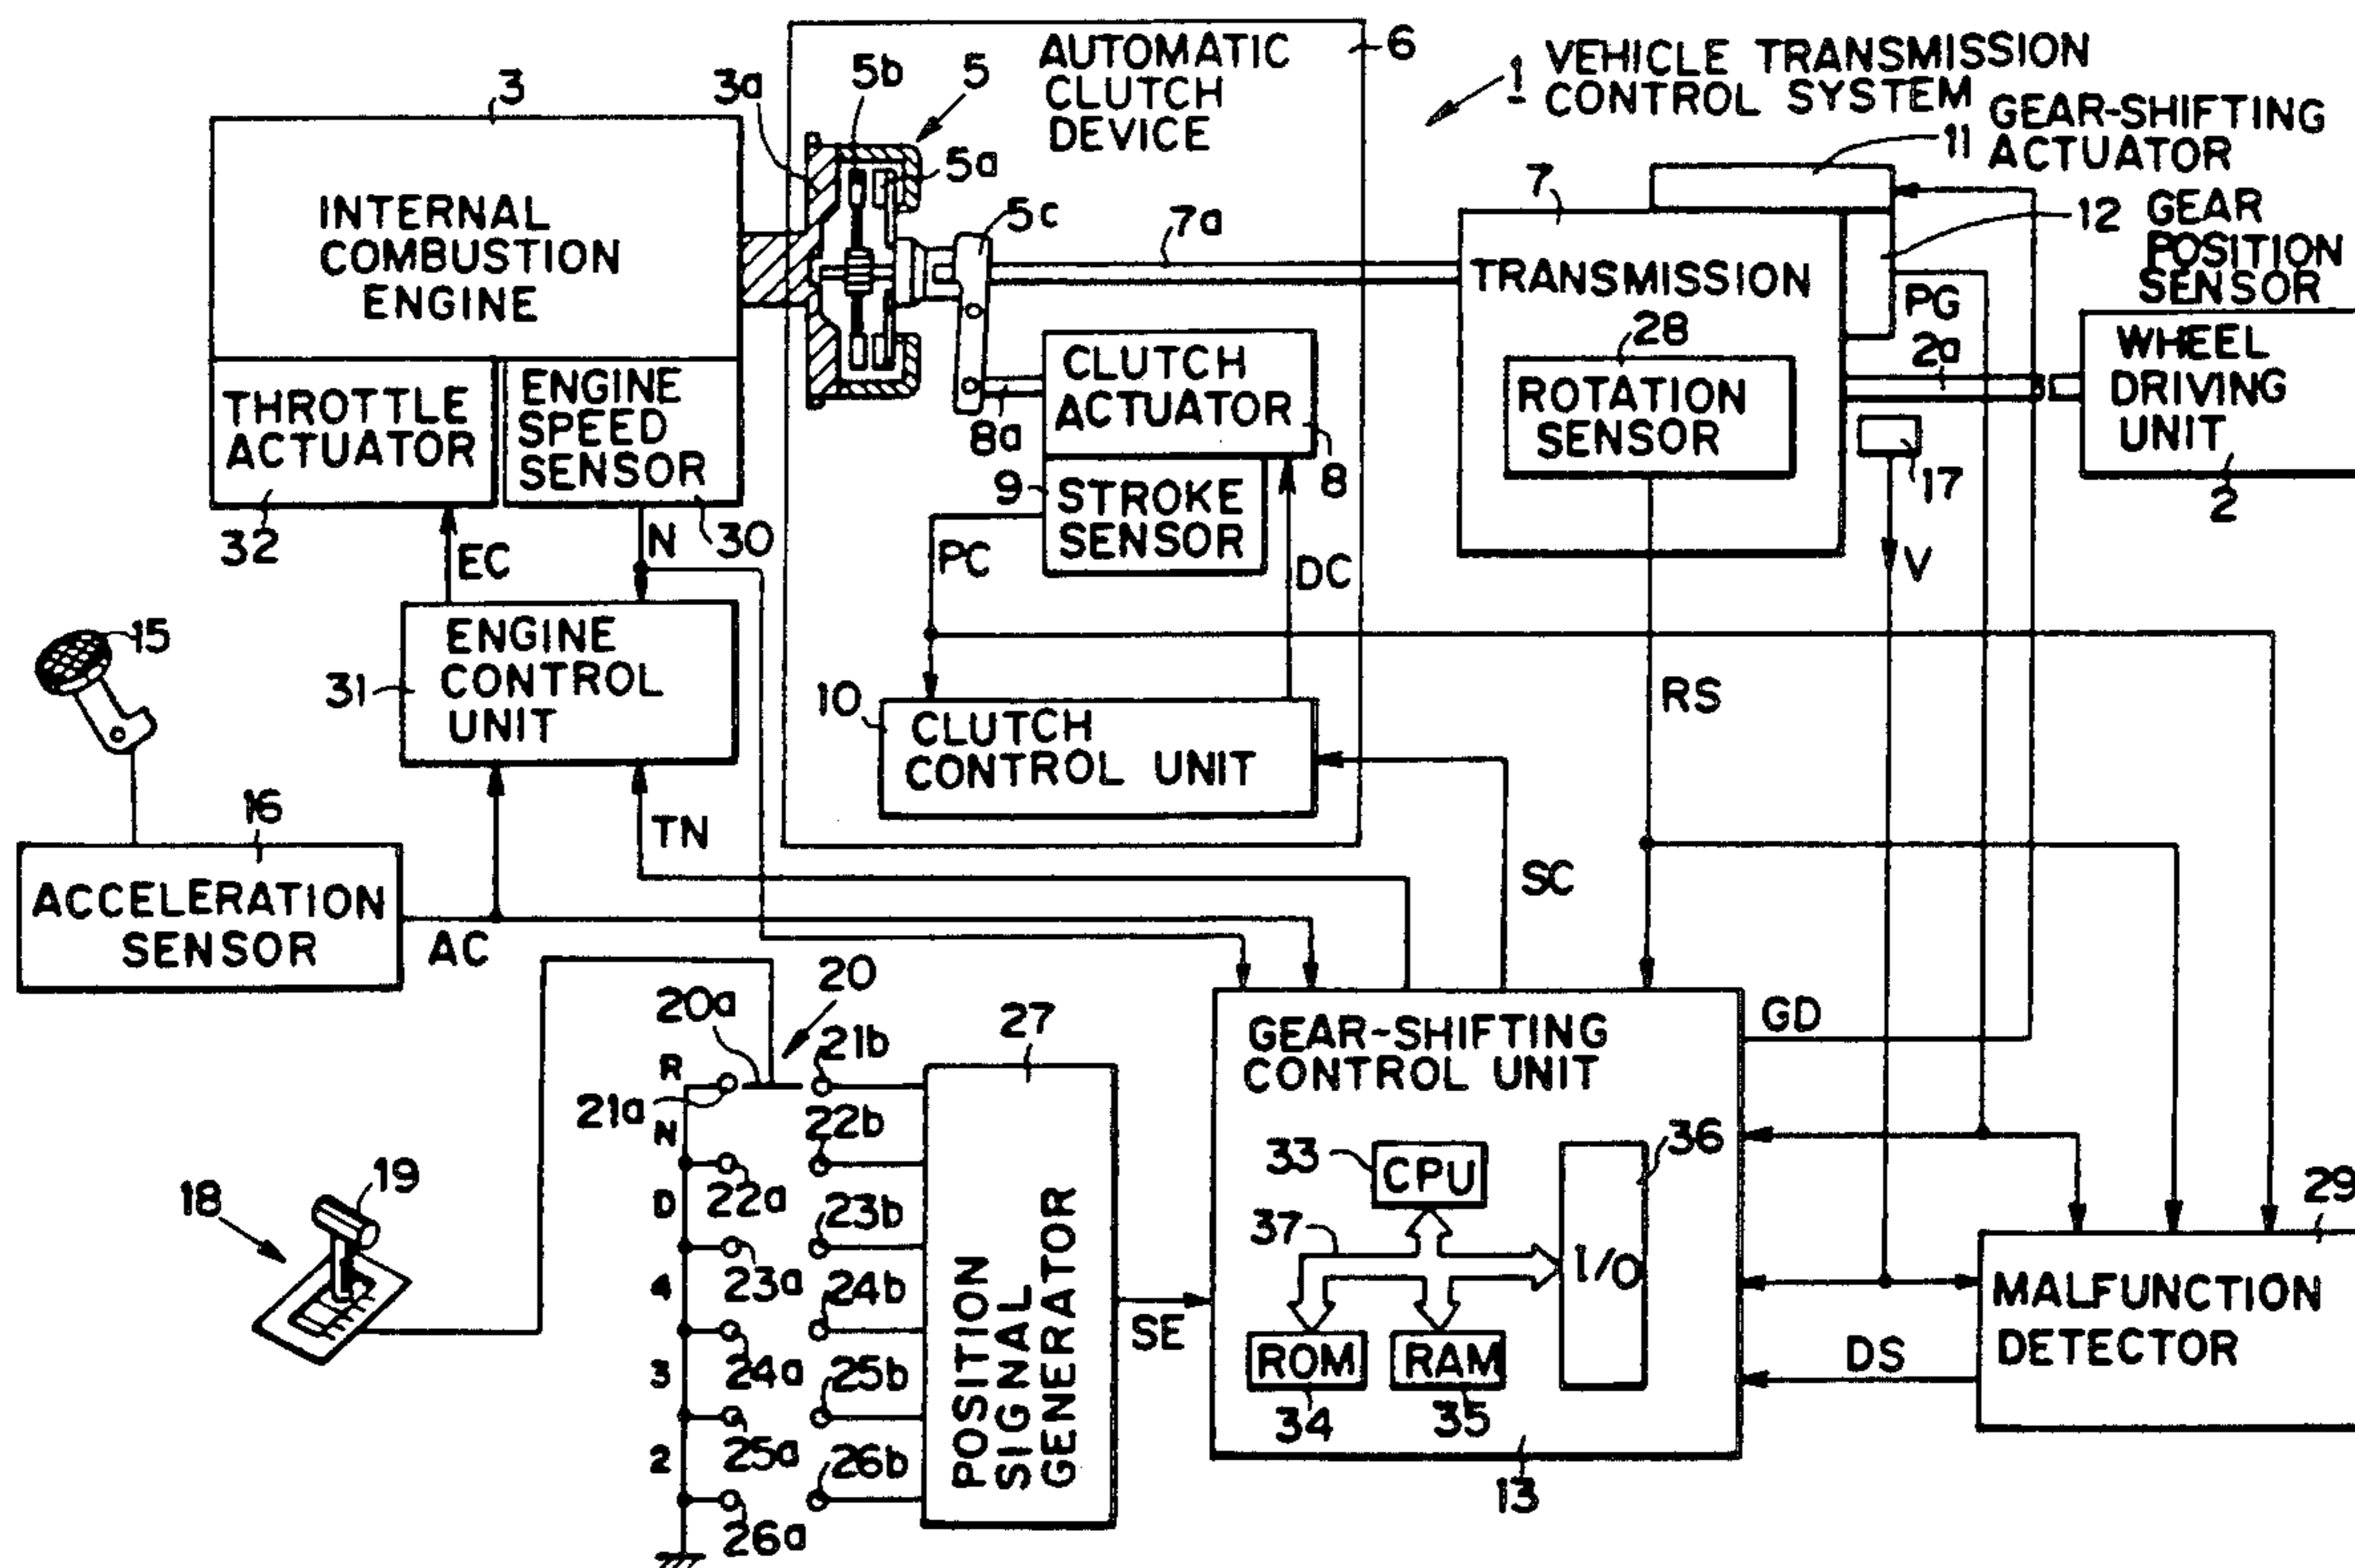 3
INTERNAL
COMBUSTION
ENGINE
THROTTLE
ACTUATOR
32
ENGINE
SPEED
SENSOR
30
3a
5b
5
5a
5c
AUTOMATIC
CLUTCH
DEVICE
6
1 VEHICLE TRANSMISSION
CONTROL SYSTEM
11 GEAR-SHIFTING
ACTUATOR
12 GEAR
POSITION
SENSOR
7
7a
TRANSMISSION
28
ROTATION
SENSOR
PG
2a
WHEEL
DRIVING
UNIT
2
17
V
CLUTCH
ACTUATOR
8a
8
9
STROKE
SENSOR
PC
DC
EC
N
15
31
ENGINE
CONTROL
UNIT
10
CLUTCH
CONTROL UNIT
RS
16
ACCELERATION
SENSOR
AC
TN
SC
20a
20
R
N
D
4
3
2
21a
22a
23a
24a
25a
26a
21b
22b
23b
24b
25b
26b
18
19
27
POSITION
SIGNAL
GENERATOR
SE
GEAR-SHIFTING
CONTROL UNIT
33
CPU
36
I/O
37
ROM
34
RAM
35
13
GD
DS
29
MALFUNCTION
DETECTOR